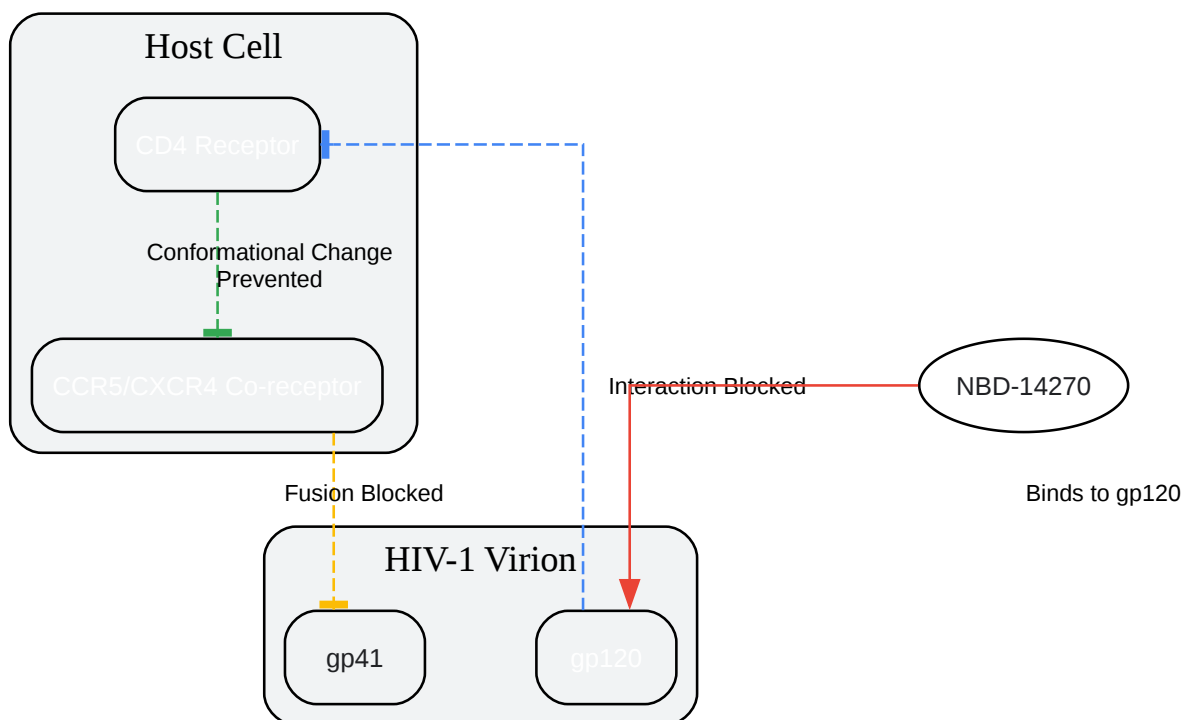 Host Cell
CD4 Receptor
Conformational Change
Prevented
CCR5/CXCR4 Co-receptor
Interaction Blocked
NBD-14270
Fusion Blocked
Binds to gp120
HIV-1 Virion
gp41
gp120